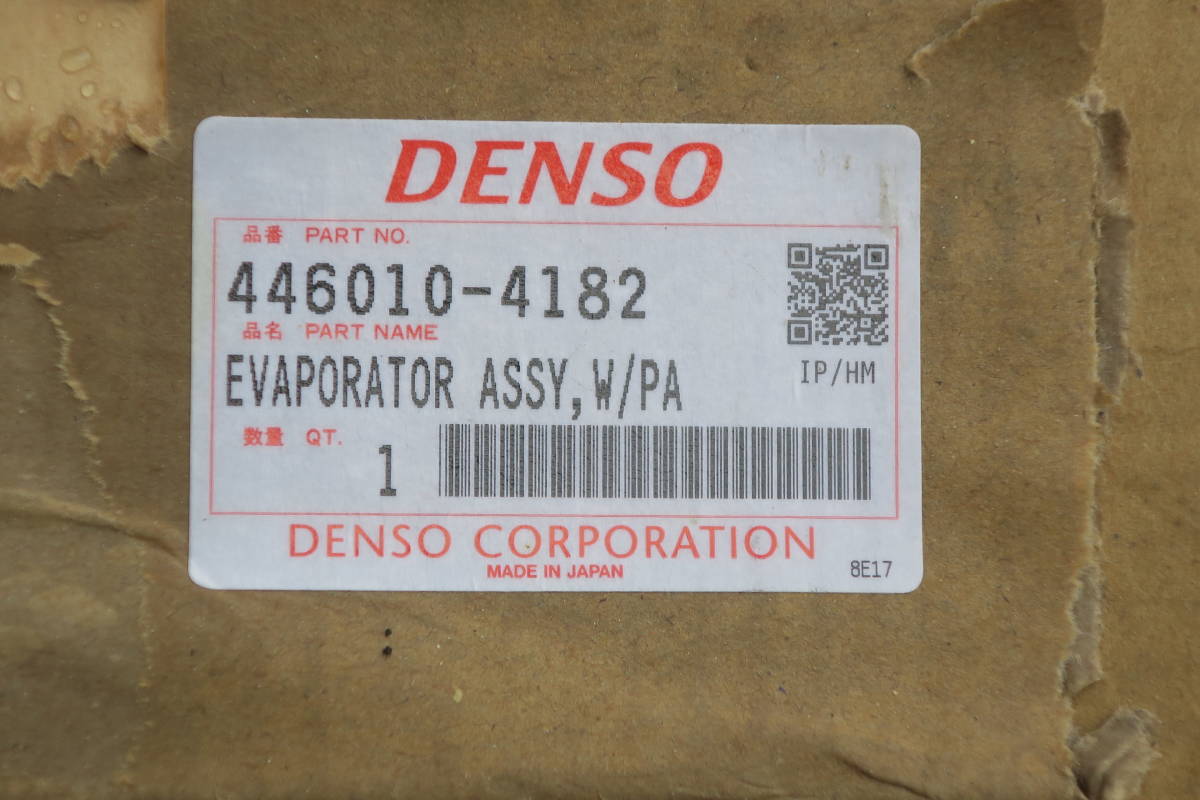 DENSO
品番 PART NO.
446010-4182
品名 PART NAME
EVAPORATOR ASSY,W/PA
IP/HM
数量 QT.
1
DENSO CORPORATION
MADE IN JAPAN
8E17